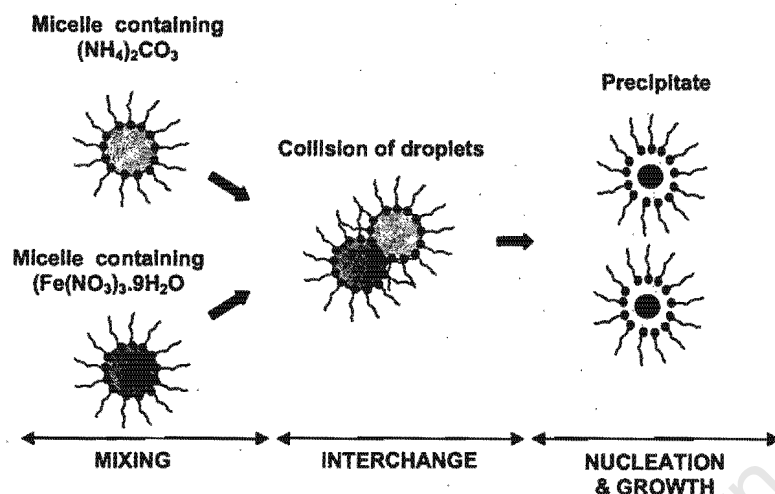 Micelle containing
(NH₄)₂CO₃
Micelle containing
(Fe(NO₃)₃.9H₂O
Collision of droplets
Precipitate
MIXING
INTERCHANGE
NUCLEATION
& GROWTH